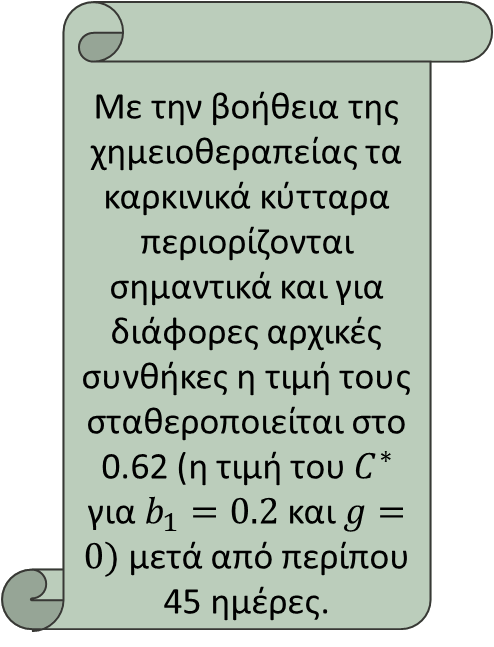 Με την βοήθεια της
χημειοθεραπείας τα
καρκινικά κύτταρα
περιορίζονται
σημαντικά και για
διάφορες αρχικές
συνθήκες η τιμή τους
σταθεροποιείται στο
0.62 (η τιμή του 𝐶*
για 𝑏₁ = 0.2 και 𝑔 =
0) μετά από περίπου
45 ημέρες.